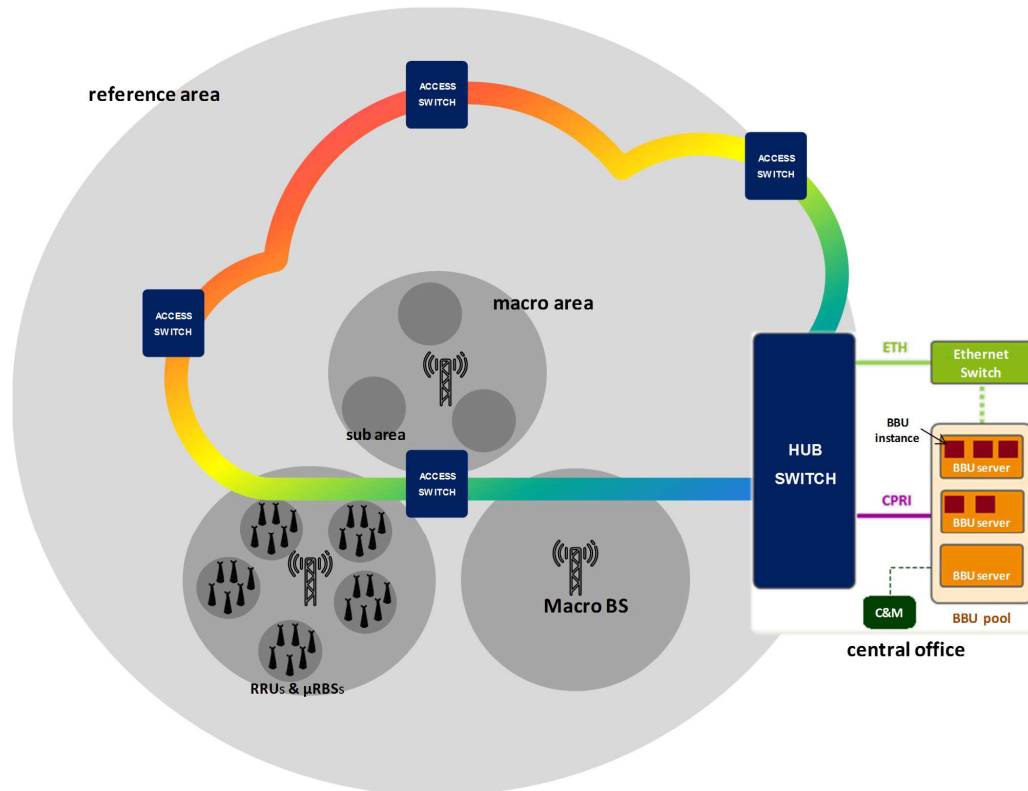 reference area
ACCESS
SWITCH
ACCESS
SWITCH
ACCESS
SWITCH
macro area
sub area
ACCESS
SWITCH
RRUs & µRBSs
Macro BS
HUB
SWITCH
ETH
Ethernet
Switch
BBU
instance
BBU server
CPRI
BBU server
BBU server
C&M
BBU pool
central office